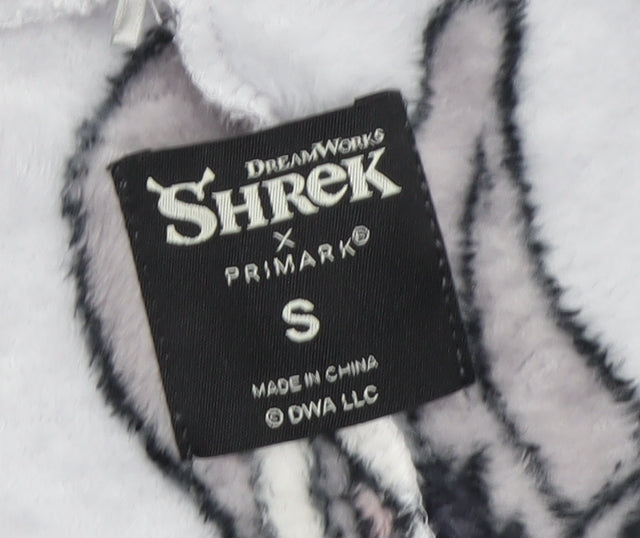 DREAMWORKS
SHREK
X
PRIMARK®
S
MADE IN CHINA
© DWA LLC